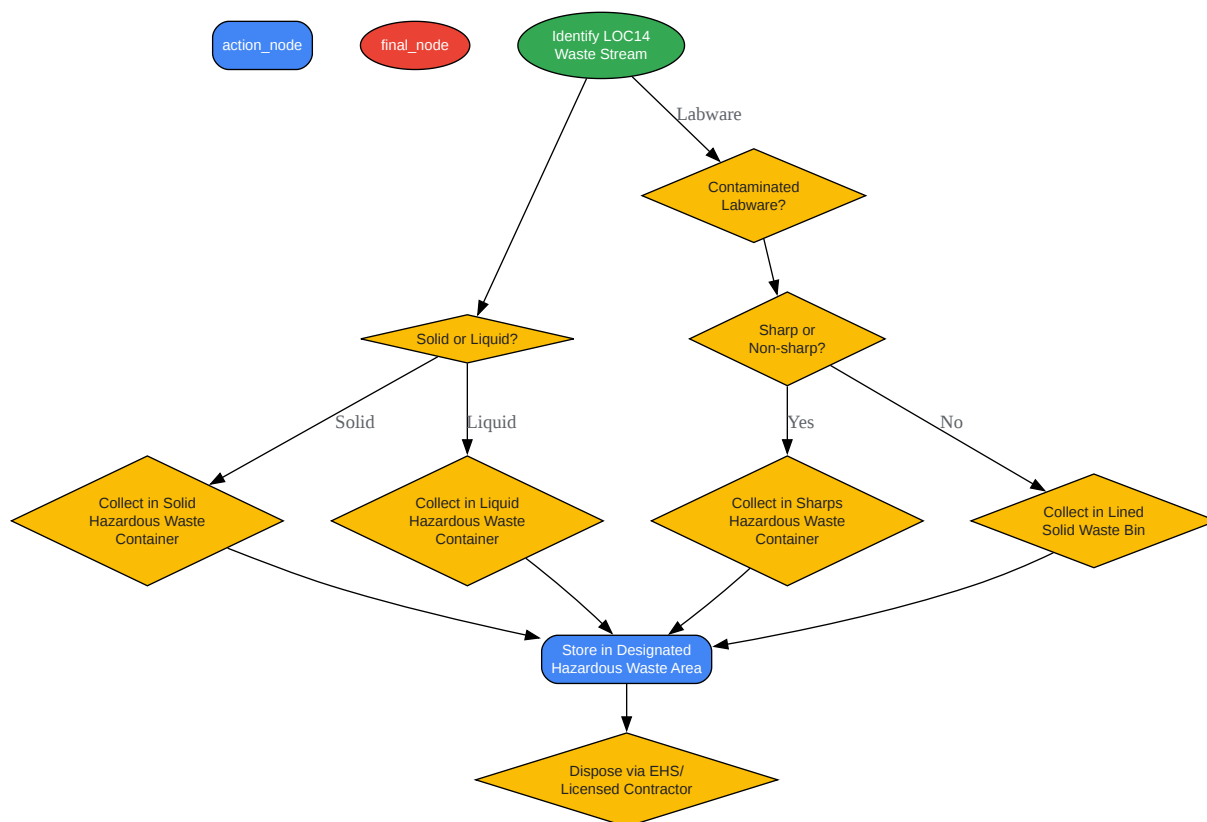 action_node
final_node
Identify LOC14
Waste Stream
Labware
Contaminated
Labware?
Solid or Liquid?
Sharp or
Non-sharp?
Solid
Liquid
Yes
No
Collect in Solid
Hazardous Waste
Container
Collect in Liquid
Hazardous Waste
Container
Collect in Sharps
Hazardous Waste
Container
Collect in Lined
Solid Waste Bin
Store in Designated
Hazardous Waste Area
Dispose via EHS/
Licensed Contractor